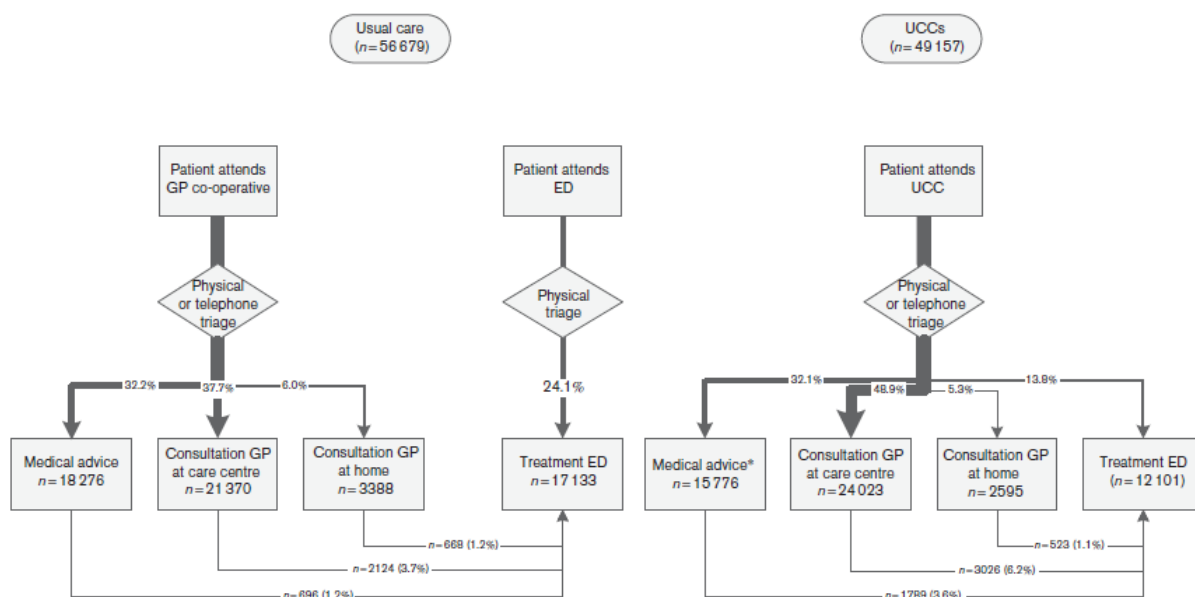 Usual care
(n=56 679)
UCCs
(n=49 157)
Patient attends
GP co-operative
Patient attends
ED
Patient attends
UCC
Physical
or telephone
triage
Physical
triage
Physical
or telephone
triage
32.2%
37.7%
6.0%
24.1%
32.1%
48.9%
5.3%
13.8%
Medical advice
n=18 276
Consultation GP
at care centre
n=21 370
Consultation GP
at home
n=3388
Treatment ED
n=17 133
Medical advice*
n=15 776
Consultation GP
at care centre
n=24 023
Consultation GP
at home
n=2595
Treatment ED
(n=12 101)
n=668 (1.2%)
n=2124 (3.7%)
n=696 (1.2%)
n=523 (1.1%)
n=3026 (6.2%)
n=1789 (3.6%)